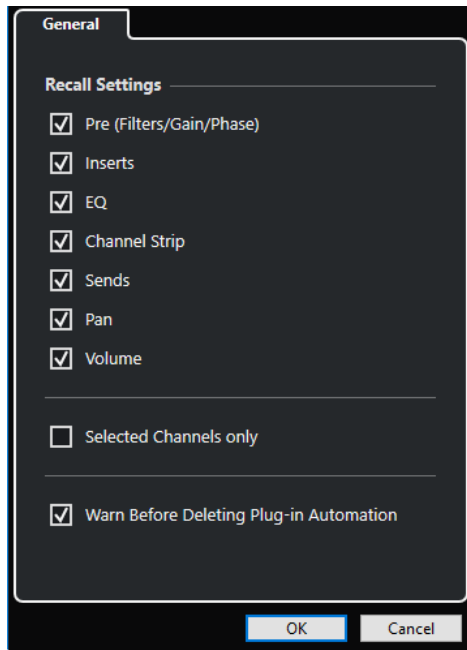 General
Recall Settings
Pre (Filters/Gain/Phase)
Inserts
EQ
Channel Strip
Sends
Pan
Volume
Selected Channels only
Warn Before Deleting Plug-in Automation
OK Cancel